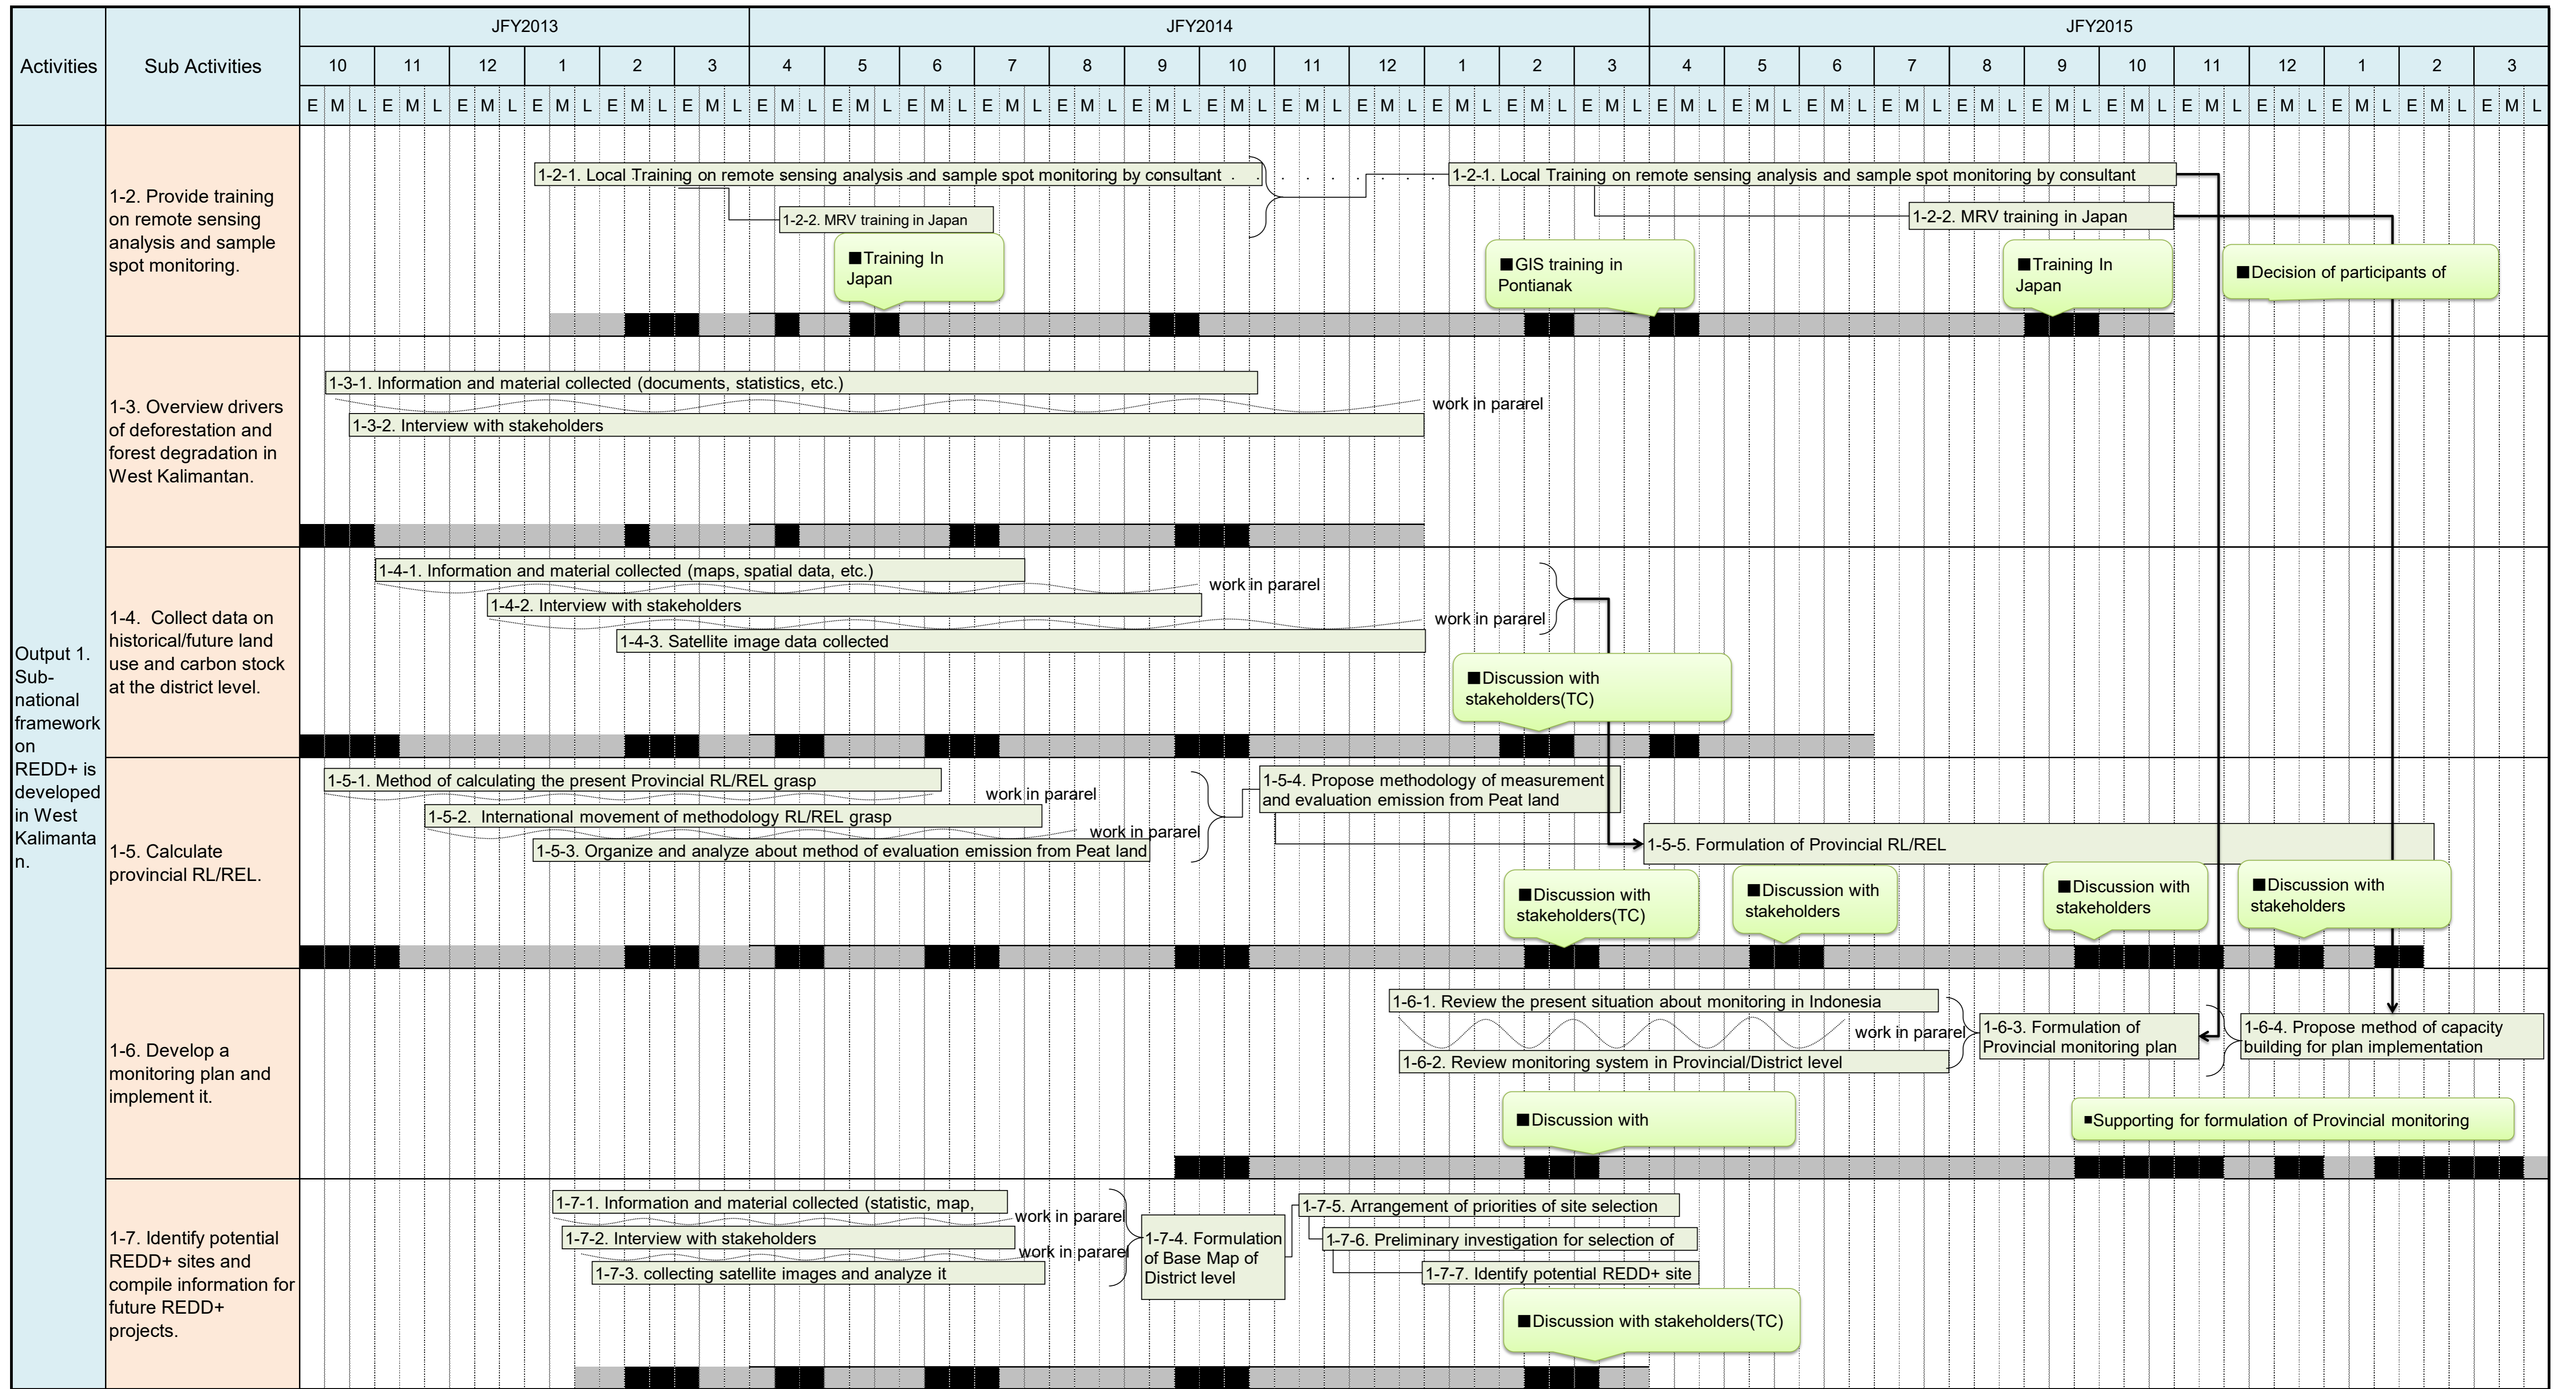 JFY2013 JFY2014 JFY2015
Activities Sub Activities 10 11 12 1 2 3 4 5 6 7 8 9 10 11 12 1 2 3 4 5 6 7 8 9 10 11 12 1 2 3
E M L E M L E M L E M L E M L E M L E M L E M L E M L E M L E M L E M L E M L E M L E M L E M L E M L E M L E M L E M L E M L E M L E M L E M L E M L E M L E M L E M L E M L E M L
Output 1.
Sub-
national
framework
on
REDD+ is
developed
in West
Kalimanta
n.
1-2. Provide training
on remote sensing
analysis and sample
spot monitoring.
1-2-1. Local Training on remote sensing analysis and sample spot monitoring by consultant
1-2-1. Local Training on remote sensing analysis and sample spot monitoring by consultant
1-2-2. MRV training in Japan
1-2-2. MRV training in Japan
■Training In
Japan
■GIS training in
Pontianak
■Training In
Japan
■Decision of participants of
1-3. Overview drivers
of deforestation and
forest degradation in
West Kalimantan.
1-3-1. Information and material collected (documents, statistics, etc.)
work in pararel
1-3-2. Interview with stakeholders
1-4.  Collect data on
historical/future land
use and carbon stock
at the district level.
1-4-1. Information and material collected (maps, spatial data, etc.)
work in pararel
1-4-2. Interview with stakeholders
work in pararel
1-4-3. Satellite image data collected
■Discussion with
stakeholders(TC)
1-5. Calculate
provincial RL/REL.
1-5-1. Method of calculating the present Provincial RL/REL grasp
work in pararel
1-5-2.  International movement of methodology RL/REL grasp
work in pararel
1-5-3. Organize and analyze about method of evaluation emission from Peat land
1-5-4. Propose methodology of measurement
and evaluation emission from Peat land
1-5-5. Formulation of Provincial RL/REL
■Discussion with
stakeholders(TC)
■Discussion with
stakeholders
■Discussion with
stakeholders
■Discussion with
stakeholders
1-6. Develop a
monitoring plan and
implement it.
1-6-1. Review the present situation about monitoring in Indonesia
work in pararel
1-6-2. Review monitoring system in Provincial/District level
1-6-3. Formulation of
Provincial monitoring plan
1-6-4. Propose method of capacity
building for plan implementation
■Discussion with
■Supporting for formulation of Provincial monitoring
1-7. Identify potential
REDD+ sites and
compile information for
future REDD+
projects.
1-7-1. Information and material collected (statistic, map,
work in pararel
1-7-2. Interview with stakeholders
work in pararel
1-7-3. collecting satellite images and analyze it
1-7-4. Formulation
of Base Map of
District level
1-7-5. Arrangement of priorities of site selection
1-7-6. Preliminary investigation for selection of
1-7-7. Identify potential REDD+ site
■Discussion with stakeholders(TC)